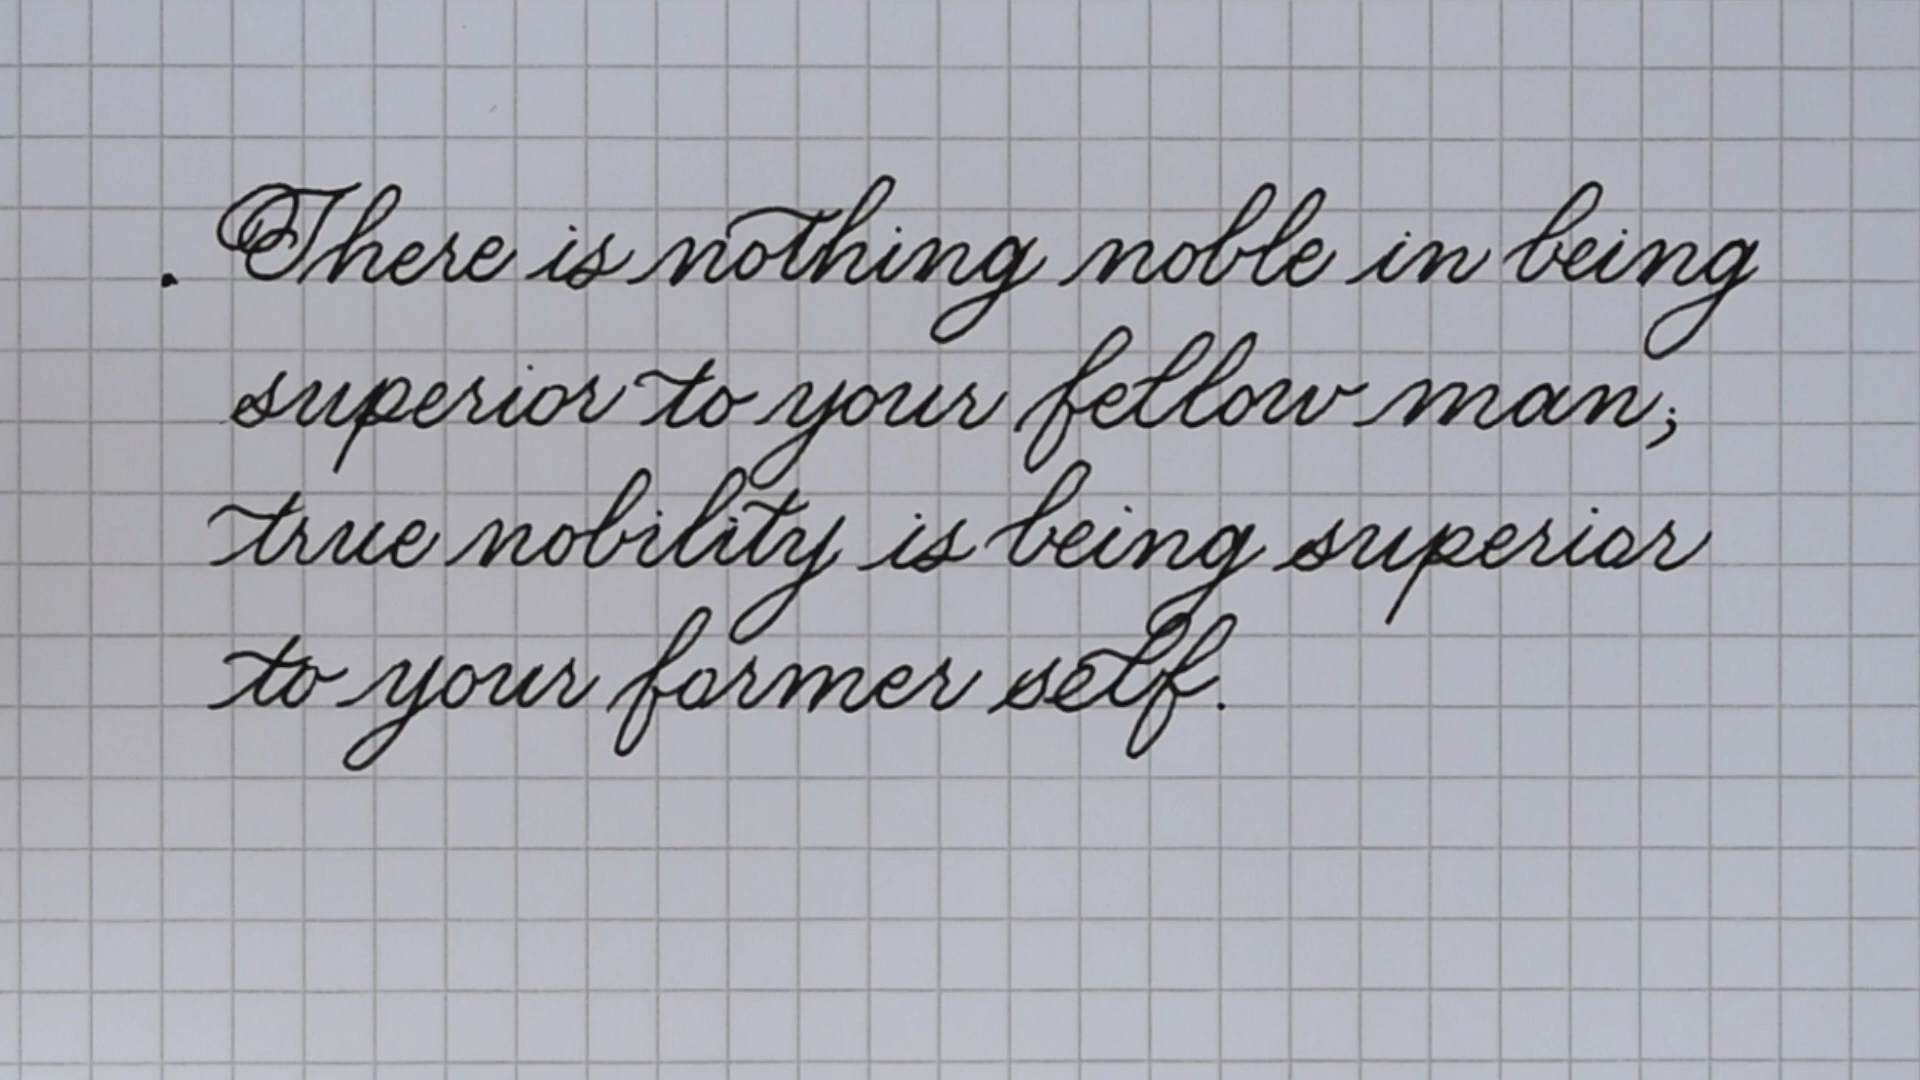 . There is nothing noble in being
superior to your fellow man;
true nobility is being superior
to your former self.